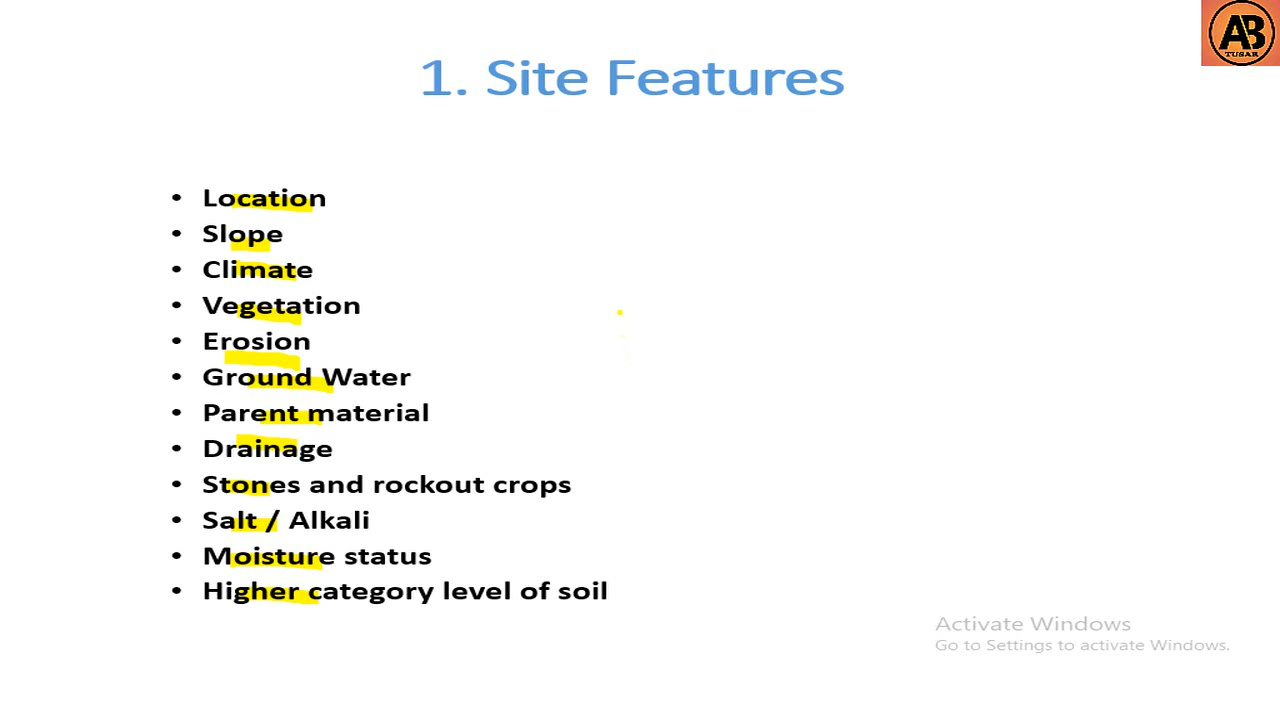 AB
TUSAR
1. Site Features
• Location
• Slope
• Climate
• Vegetation
• Erosion
• Ground Water
• Parent material
• Drainage
• Stones and rockout crops
• Salt / Alkali
• Moisture status
• Higher category level of soil
Activate Windows
Go to Settings to activate Windows.